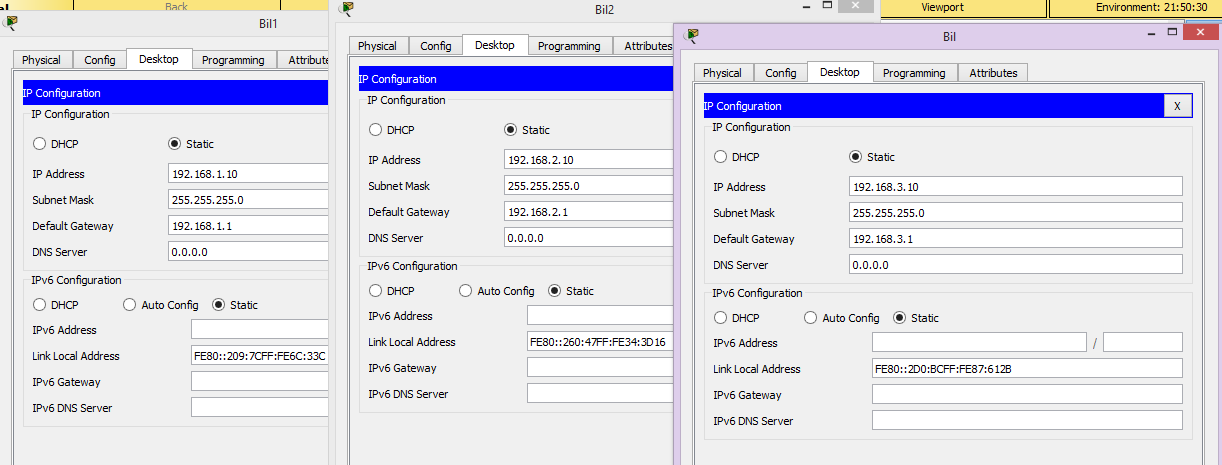 al
Back
Viewport
Environment: 21:50:30
Bil1
Physical
Config
Desktop
Programming
Attribute
IP Configuration
IP Configuration
DHCP
Static
IP Address
192.168.1.10
Subnet Mask
255.255.255.0
Default Gateway
192.168.1.1
DNS Server
0.0.0.0
IPv6 Configuration
DHCP
Auto Config
Static
IPv6 Address
Link Local Address
FE80::209:7CFF:FE6C:33C
IPv6 Gateway
IPv6 DNS Server
Bil2
Physical
Config
Desktop
Programming
Attributes
IP Configuration
IP Configuration
DHCP
Static
IP Address
192.168.2.10
Subnet Mask
255.255.255.0
Default Gateway
192.168.2.1
DNS Server
0.0.0.0
IPv6 Configuration
DHCP
Auto Config
Static
IPv6 Address
Link Local Address
FE80::260:47FF:FE34:3D16
IPv6 Gateway
IPv6 DNS Server
Bil
Physical
Config
Desktop
Programming
Attributes
IP Configuration
X
IP Configuration
DHCP
Static
IP Address
192.168.3.10
Subnet Mask
255.255.255.0
Default Gateway
192.168.3.1
DNS Server
0.0.0.0
IPv6 Configuration
DHCP
Auto Config
Static
IPv6 Address
/
Link Local Address
FE80::2D0:BCFF:FE87:612B
IPv6 Gateway
IPv6 DNS Server